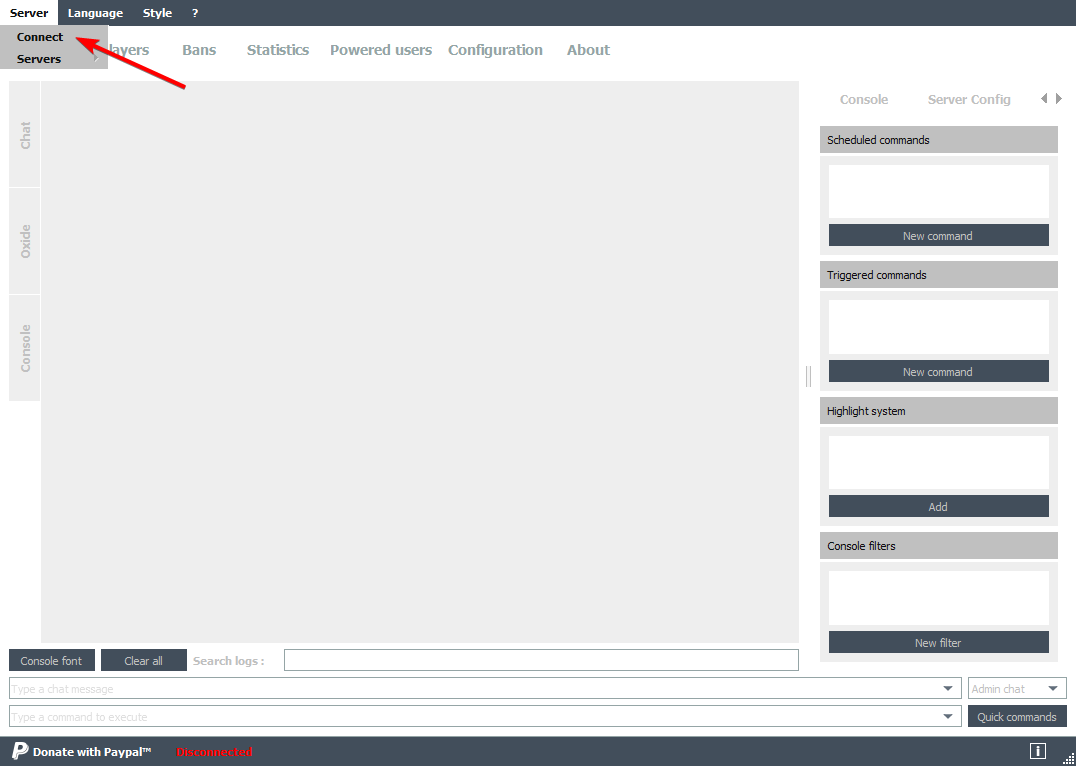 Server Language Style ?
Connect
Servers
layers Bans Statistics Powered users Configuration About
Chat
Oxide
Console
Console Server Config
Scheduled commands
New command
Triggered commands
New command
Highlight system
Add
Console filters
New filter
Console font Clear all Search logs :
Type a chat message Admin chat
Type a command to execute Quick commands
Donate with Paypal™ Disconnected i